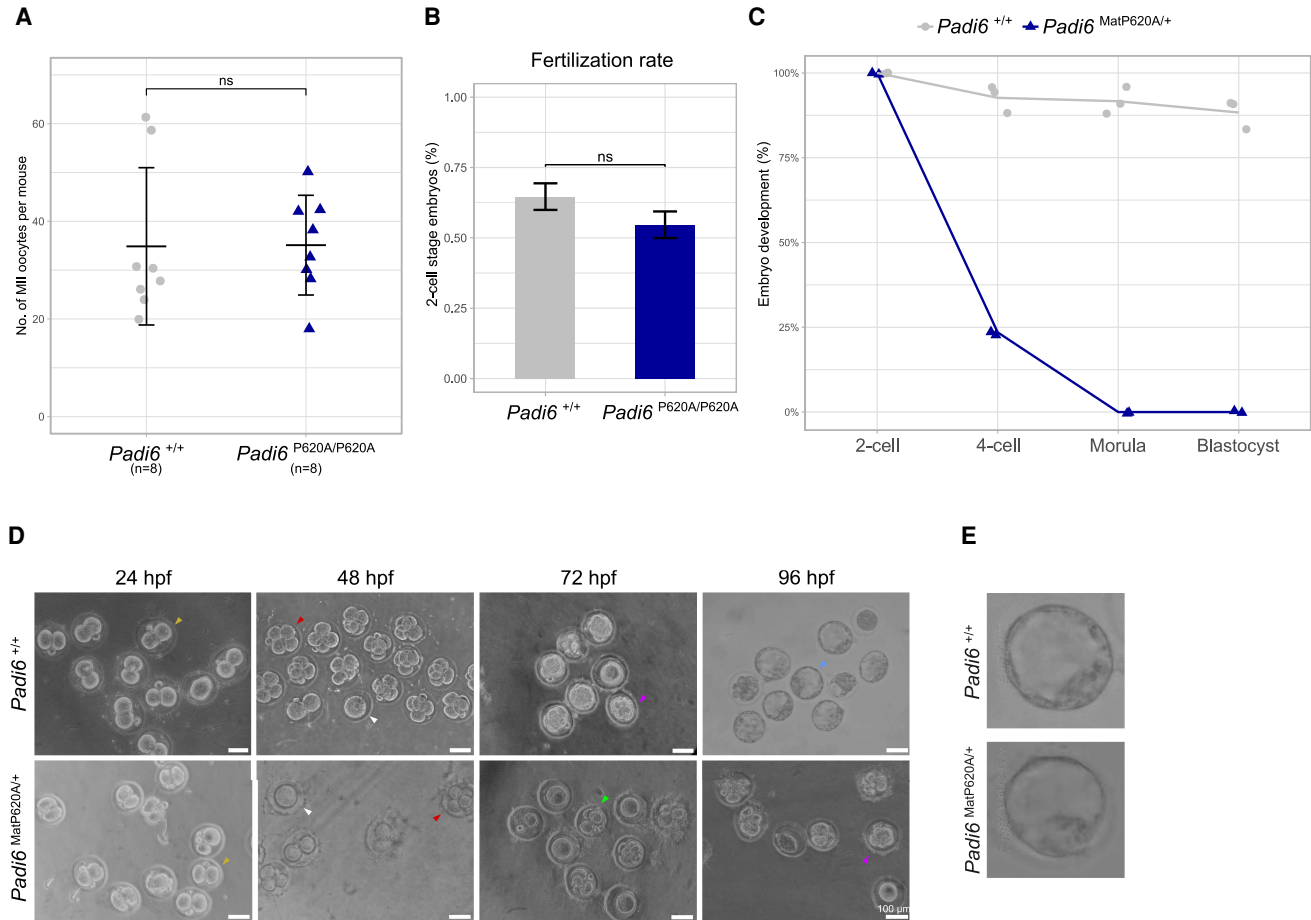 A
No. of MII oocytes per mouse
60
40
20
0
ns
Padi6 +/+
(n=8)
Padi6 P620A/P620A
(n=8)
B
Fertilization rate
2-cell stage embryos (%)
1.00
0.75
0.50
0.25
0.00
ns
Padi6 +/+
Padi6 P620A/P620A
C
Padi6 +/+
Padi6 MatP620A/+
Embryo development (%)
100%
75%
50%
25%
0%
2-cell
4-cell
Morula
Blastocyst
D
24 hpf
48 hpf
72 hpf
96 hpf
Padi6 +/+
Padi6 MatP620A/+
100 μm
E
Padi6 +/+
Padi6 MatP620A/+